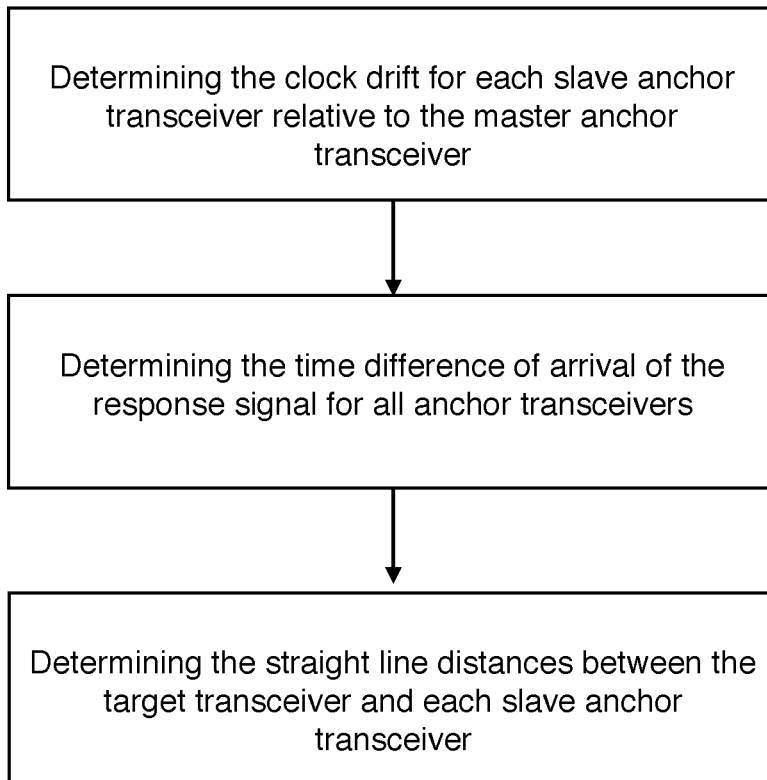 Determining the clock drift for each slave anchor
transceiver relative to the master anchor
transceiver
Determining the time difference of arrival of the
response signal for all anchor transceivers
Determining the straight line distances between the
target transceiver and each slave anchor
transceiver